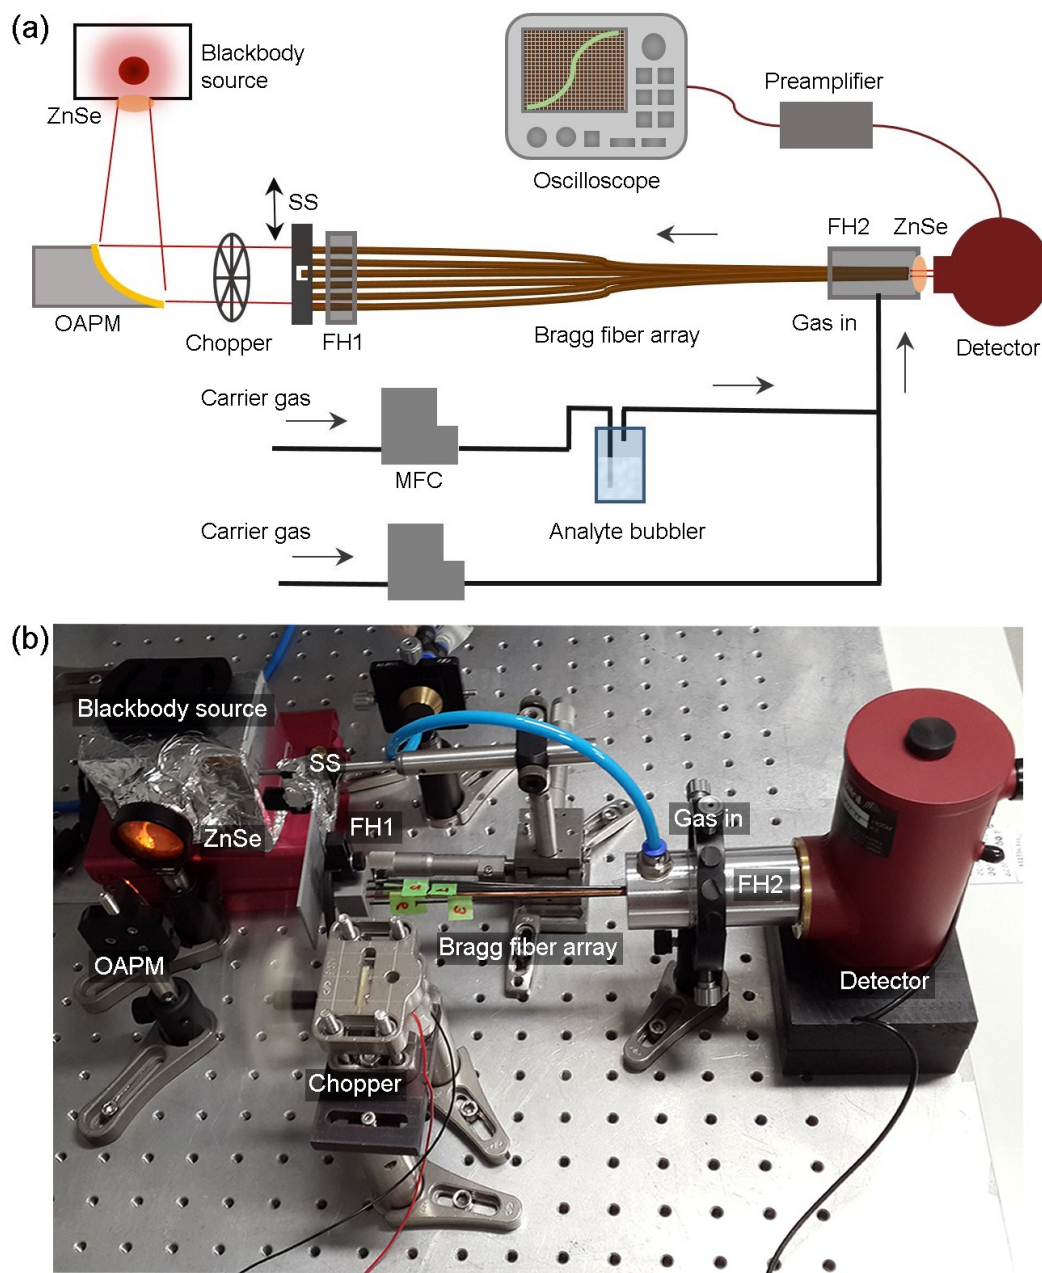 (a)
Blackbody
source
ZnSe
Preamplifier
Oscilloscope
SS
FH2
ZnSe
OAPM
Chopper
FH1
Bragg fiber array
Gas in
Detector
Carrier gas
MFC
Analyte bubbler
Carrier gas
(b)
Blackbody source
SS
ZnSe
FH1
Gas in
FH2
Bragg fiber array
OAPM
Detector
Chopper